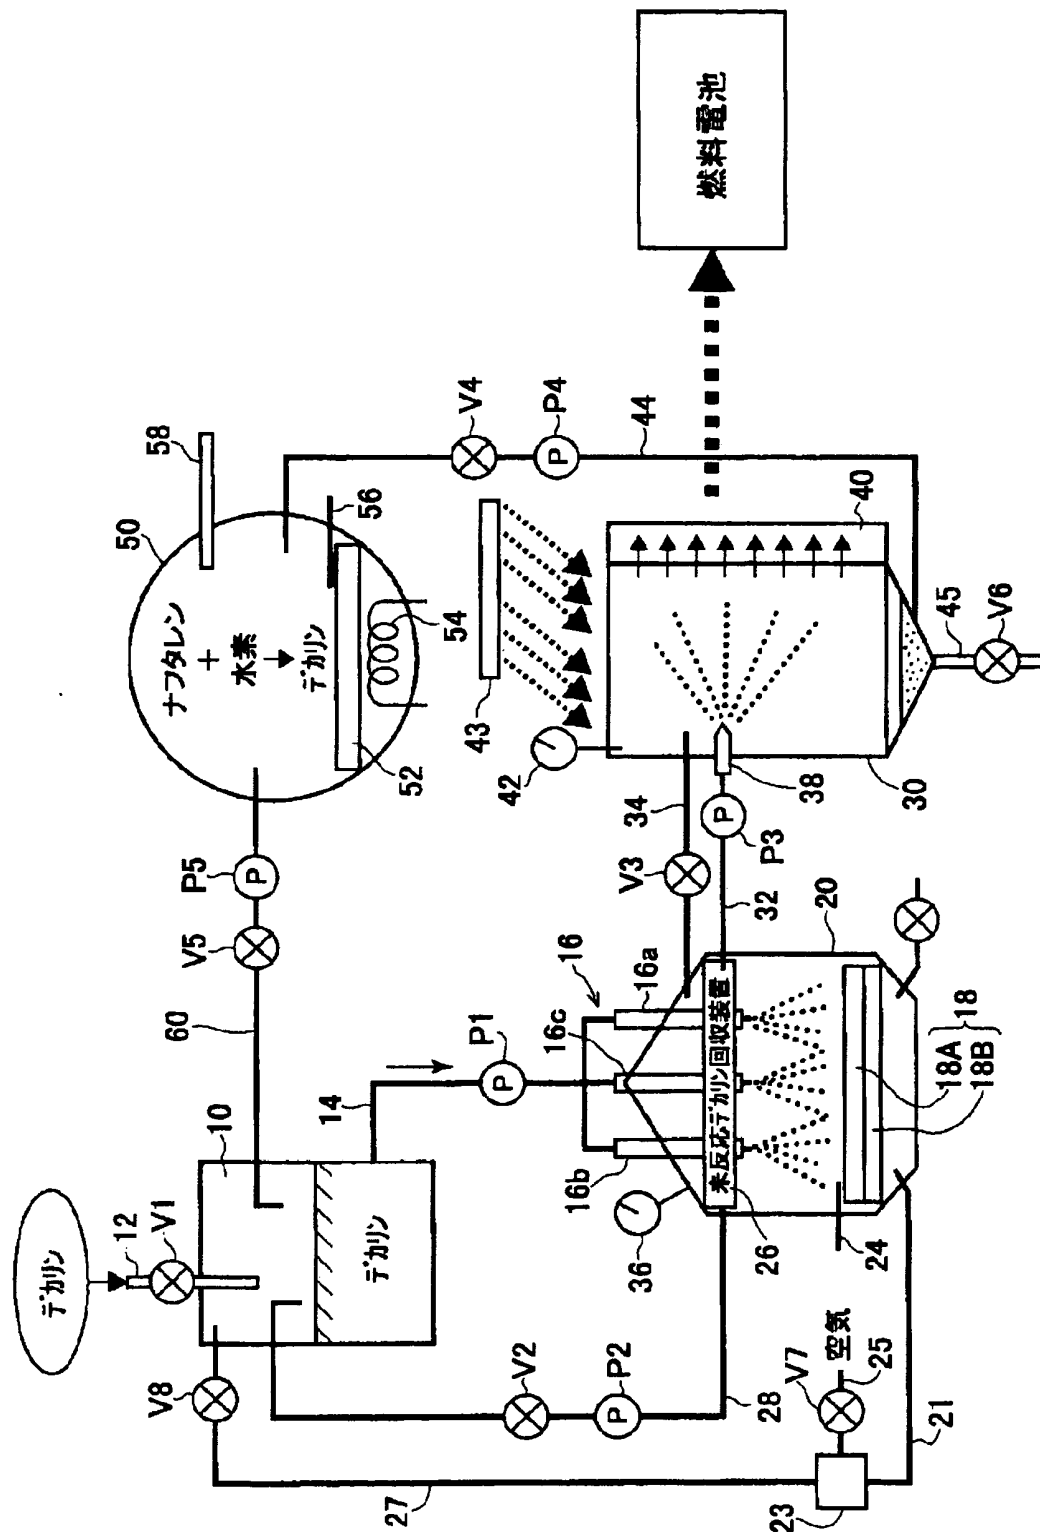 燃料電池
58
50
ナフタレン
+
水素
↓
デカリン
56
54
52
V4
P4
P
44
43
42
40
45
V6
38
30
34
V3
P3
P
32
P5
P
V5
60
10
デカリン
12
V1
デカリン
14
P1
P
16
16a
16c
16b
未反応デカリン回収装置
20
18
18A
18B
36
26
24
V8
V2
P2
P
28
V7
空気
25
21
27
23